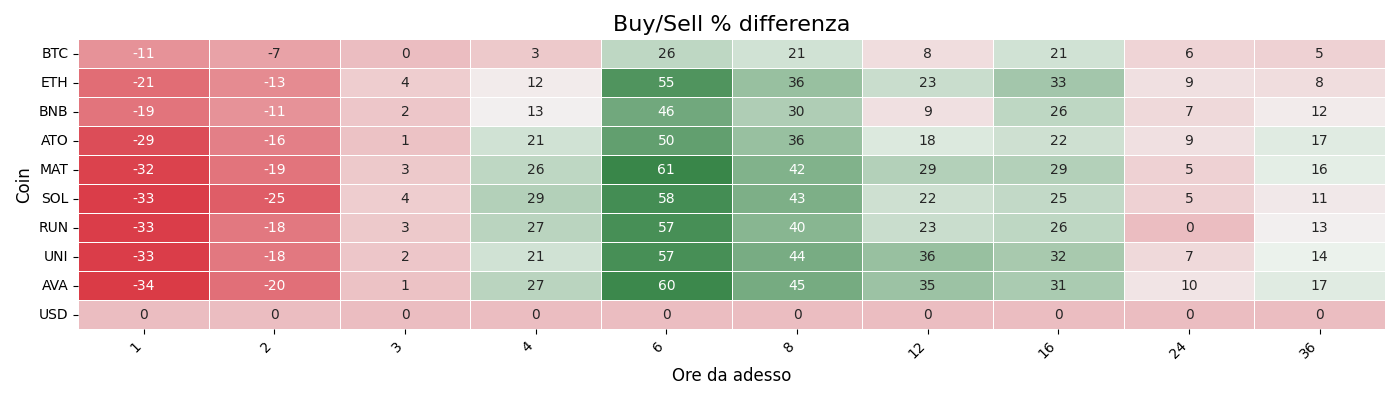 Buy/Sell % differenza
Coin
BTC -11 -7 0 3 26 21 8 21 6 5
ETH -21 -13 4 12 55 36 23 33 9 8
BNB -19 -11 2 13 46 30 9 26 7 12
ATO -29 -16 1 21 50 36 18 22 9 17
MAT -32 -19 3 26 61 42 29 29 5 16
SOL -33 -25 4 29 58 43 22 25 5 11
RUN -33 -18 3 27 57 40 23 26 0 13
UNI -33 -18 2 21 57 44 36 32 7 14
AVA -34 -20 1 27 60 45 35 31 10 17
USD 0 0 0 0 0 0 0 0 0 0
1 2 3 4 6 8 12 16 24 36
Ore da adesso